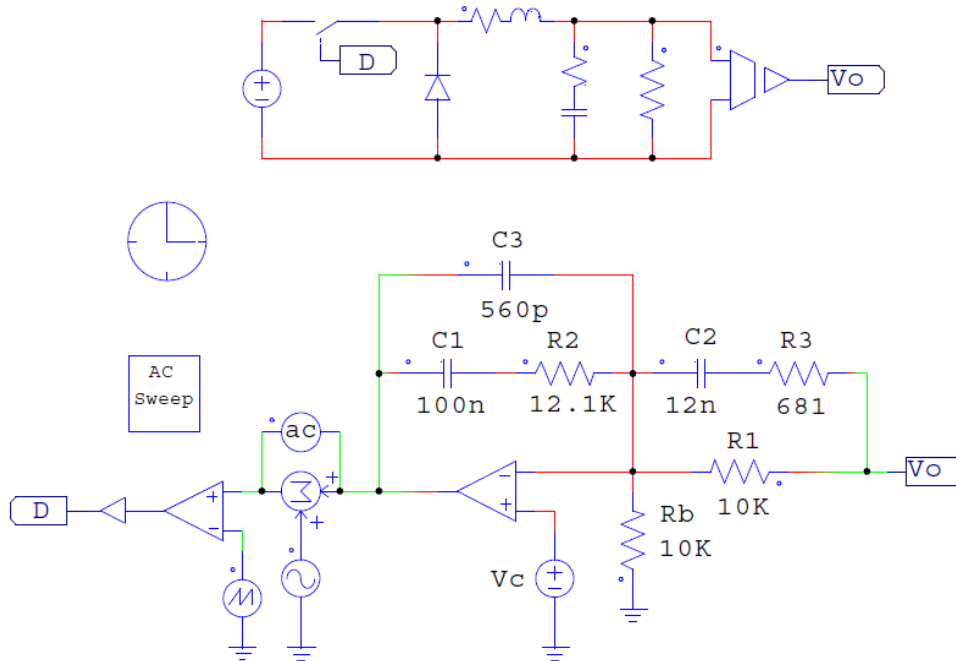 D
Vo
C3
560p
C1
R2
C2
R3
100n
12.1K
12n
681
AC
Sweep
ac
R1
Vo
10K
Σ
D
Rb
10K
Vc